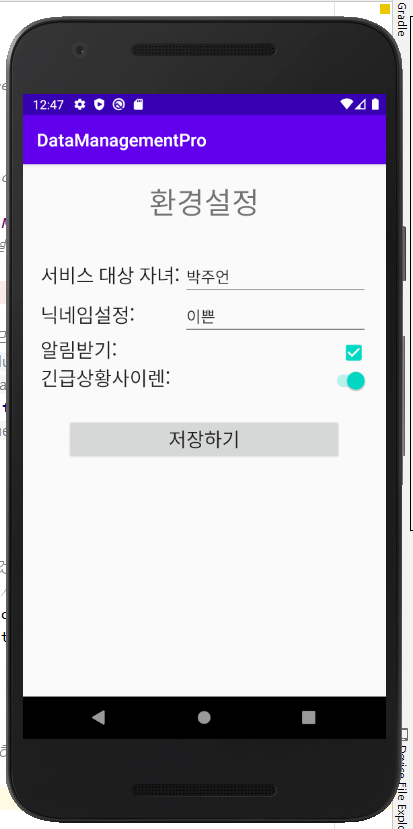 Gradle
12:47
DataManagementPro
환경설정
서비스 대상 자녀: 박주언
닉네임설정: 이쁜
알림받기:
긴급상황사이렌:
저장하기
Device File Explo